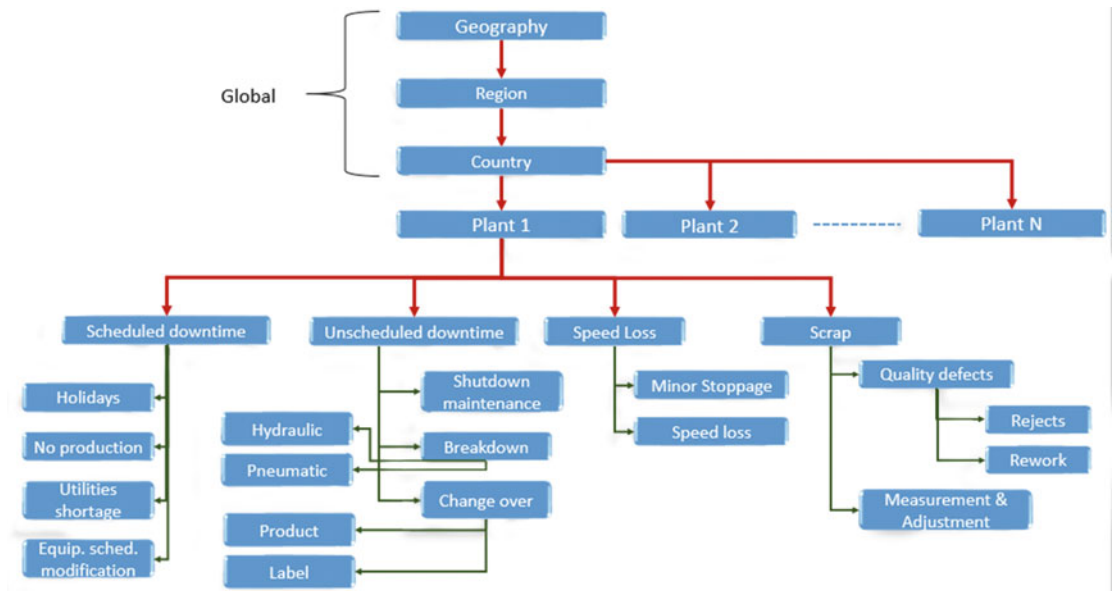 Geography
Global
Region
Country
Plant 1
Plant 2
Plant N
Scheduled downtime
Unscheduled downtime
Speed Loss
Scrap
Holidays
No production
Utilities
shortage
Equip. sched.
modification
Shutdown
maintenance
Hydraulic
Breakdown
Pneumatic
Change over
Product
Label
Minor Stoppage
Speed loss
Quality defects
Rejects
Rework
Measurement &
Adjustment